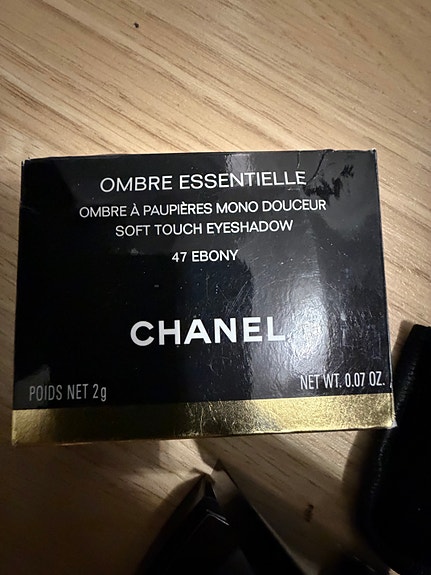 OMBRE ESSENTIELLE
OMBRE À PAUPIÈRES MONO DOUCEUR
SOFT TOUCH EYESHADOW
47 EBONY
CHANEL
POIDS NET 2g
NET WT. 0.07 OZ.